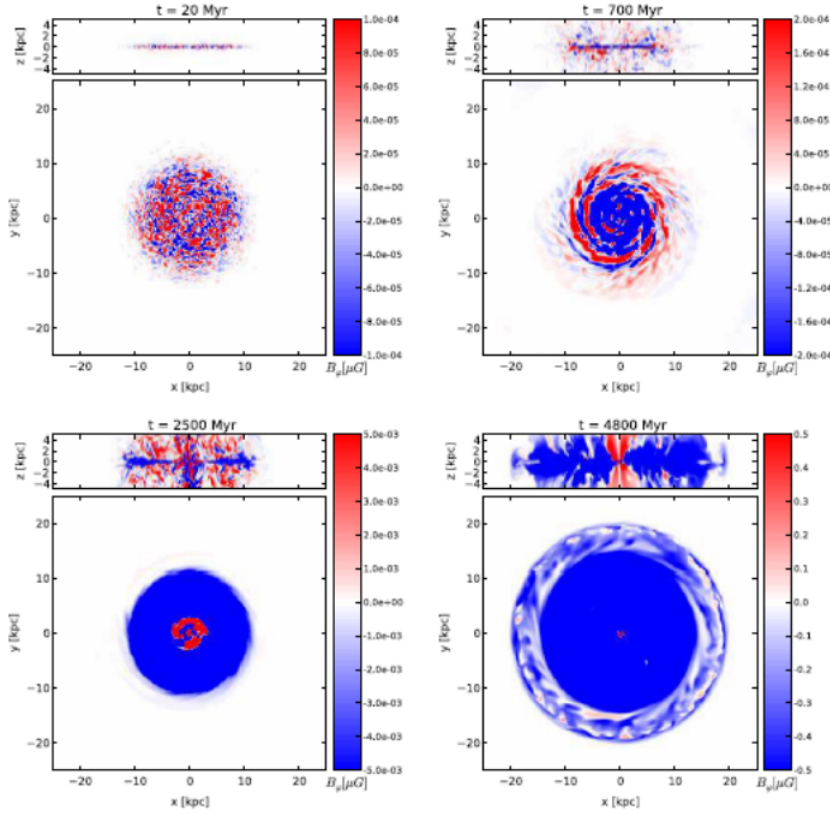 t = 20 Myr
z [kpc]
4
2
0
−2
−4
y [kpc]
20
10
0
−10
−20
−20 −10 0 10 20
x [kpc]
1.0e-04
8.0e-05
6.0e-05
4.0e-05
2.0e-05
0.0e+00
-2.0e-05
-4.0e-05
-6.0e-05
-8.0e-05
-1.0e-04
Bφ[μG]
t = 700 Myr
z [kpc]
4
2
0
−2
−4
y [kpc]
20
10
0
−10
−20
−20 −10 0 10 20
x [kpc]
2.0e-04
1.6e-04
1.2e-04
8.0e-05
4.0e-05
0.0e+00
-4.0e-05
-8.0e-05
-1.2e-04
-1.6e-04
-2.0e-04
Bφ[μG]
t = 2500 Myr
z [kpc]
4
2
0
−2
−4
y [kpc]
20
10
0
−10
−20
−20 −10 0 10 20
x [kpc]
5.0e-03
4.0e-03
3.0e-03
2.0e-03
1.0e-03
0.0e+00
-1.0e-03
-2.0e-03
-3.0e-03
-4.0e-03
-5.0e-03
Bφ[μG]
t = 4800 Myr
z [kpc]
4
2
0
−2
−4
y [kpc]
20
10
0
−10
−20
−20 −10 0 10 20
x [kpc]
0.5
0.4
0.3
0.2
0.1
0.0
-0.1
-0.2
-0.3
-0.4
-0.5
Bφ[μG]